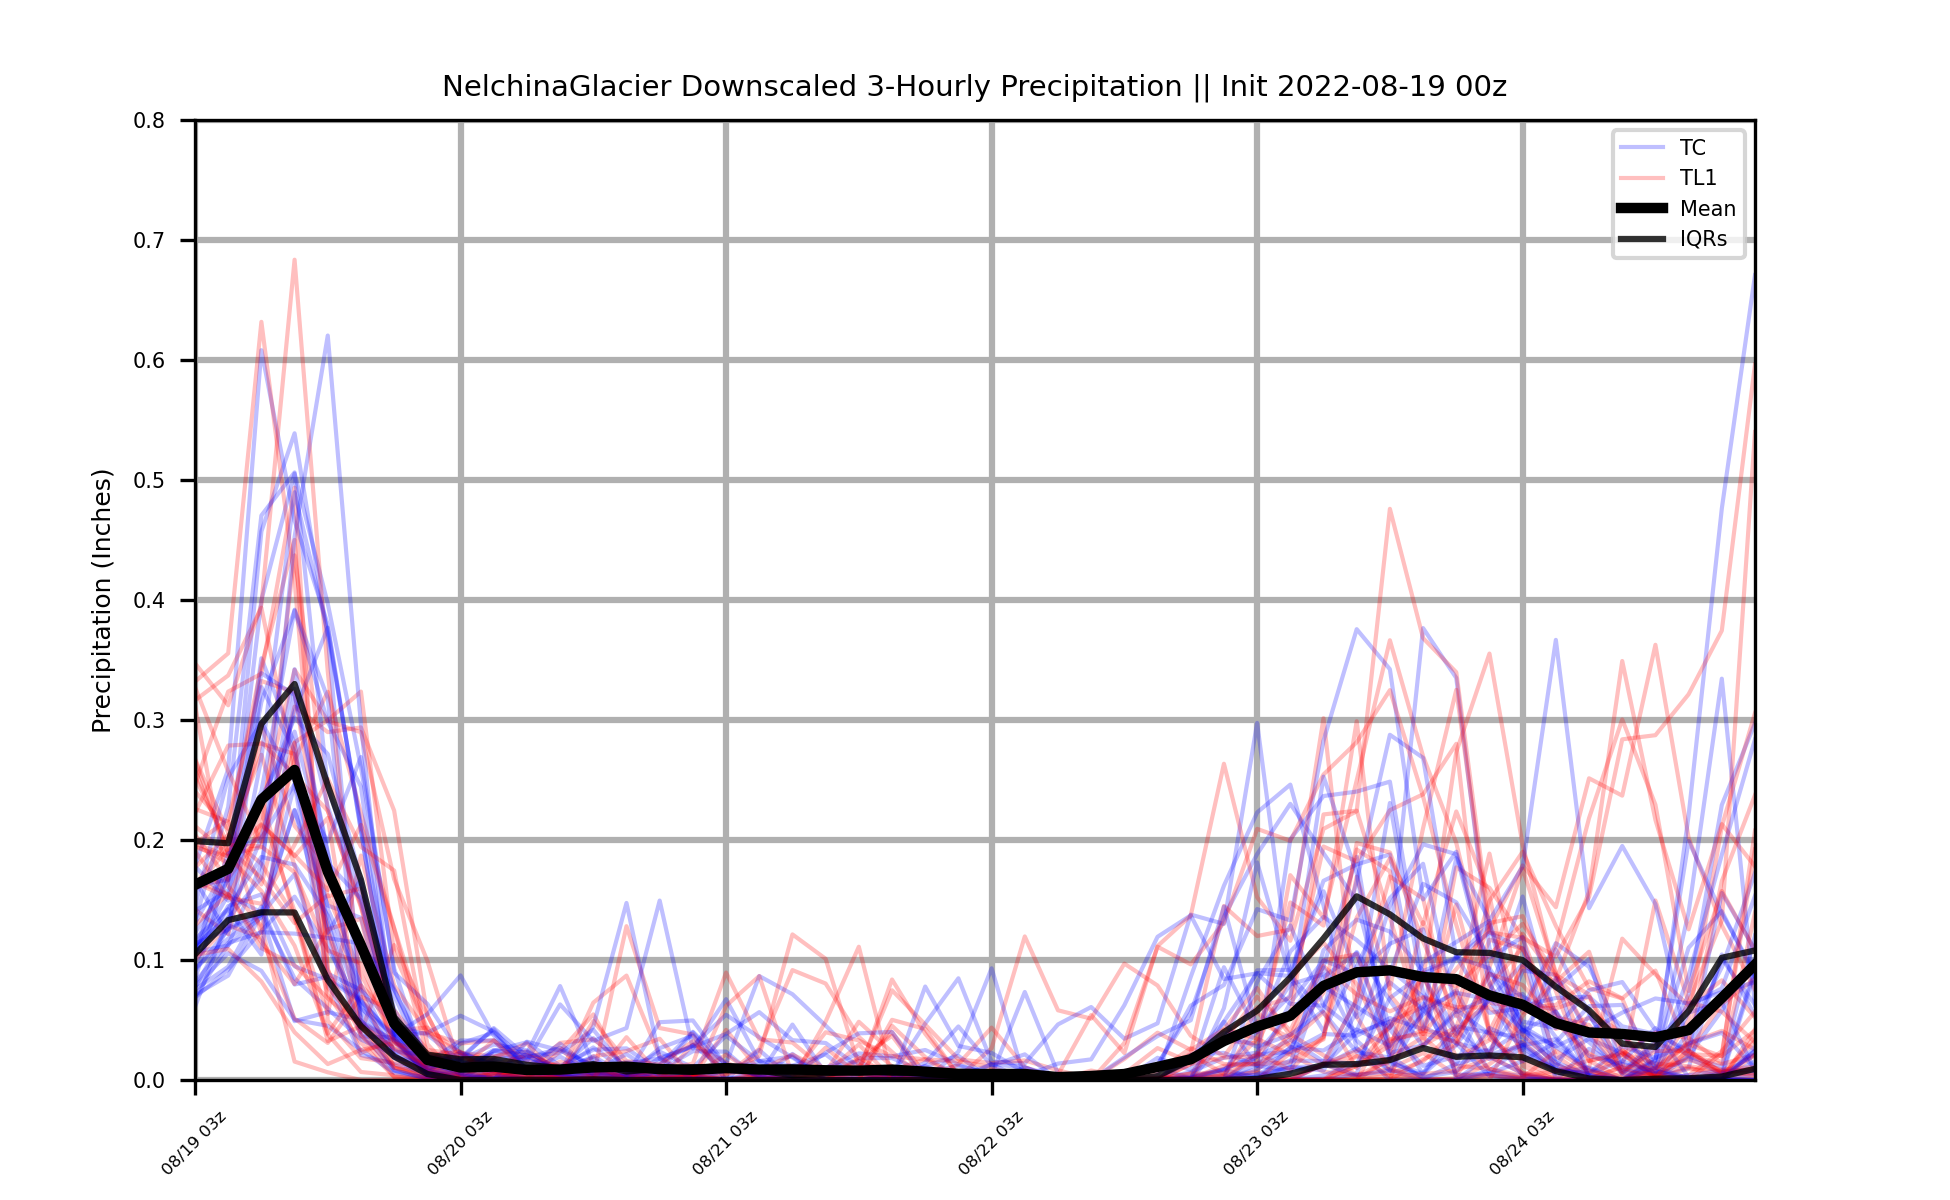 NelchinaGlacier Downscaled 3-Hourly Precipitation || Init 2022-08-19 00z
Precipitation (Inches)
0.8
0.7
0.6
0.5
0.4
0.3
0.2
0.1
0.0
TC
TL1
Mean
IQRs
08/19 03z
08/20 03z
08/21 03z
08/22 03z
08/23 03z
08/24 03z